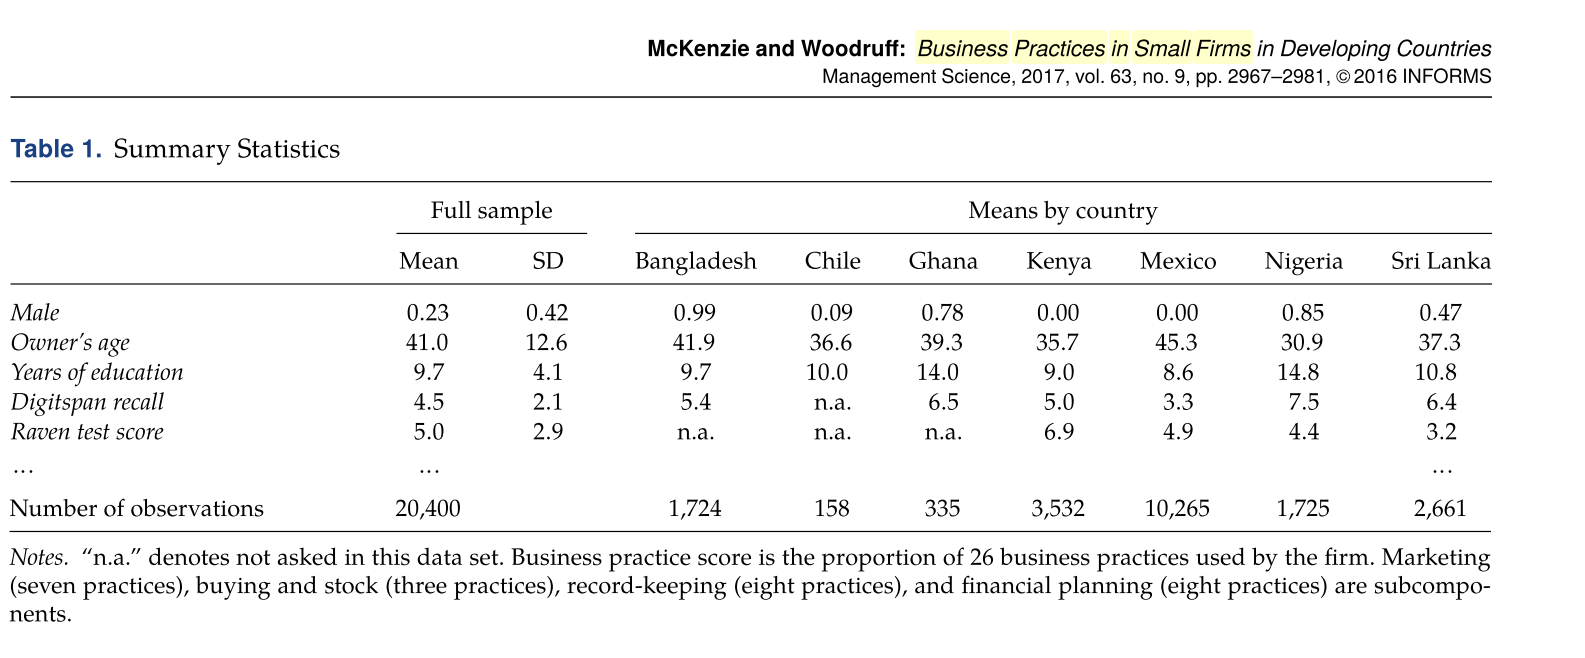 McKenzie and Woodruff: Business Practices in Small Firms in Developing Countries
Management Science, 2017, vol. 63, no. 9, pp. 2967–2981, © 2016 INFORMS
Table 1. Summary Statistics
Full sample Means by country
Mean SD Bangladesh Chile Ghana Kenya Mexico Nigeria Sri Lanka
Male 0.23 0.42 0.99 0.09 0.78 0.00 0.00 0.85 0.47
Owner's age 41.0 12.6 41.9 36.6 39.3 35.7 45.3 30.9 37.3
Years of education 9.7 4.1 9.7 10.0 14.0 9.0 8.6 14.8 10.8
Digitspan recall 4.5 2.1 5.4 n.a. 6.5 5.0 3.3 7.5 6.4
Raven test score 5.0 2.9 n.a. n.a. n.a. 6.9 4.9 4.4 3.2
... ... ...
Number of observations 20,400 1,724 158 335 3,532 10,265 1,725 2,661
Notes. “n.a.” denotes not asked in this data set. Business practice score is the proportion of 26 business practices used by the firm. Marketing
(seven practices), buying and stock (three practices), record-keeping (eight practices), and financial planning (eight practices) are subcompo-
nents.